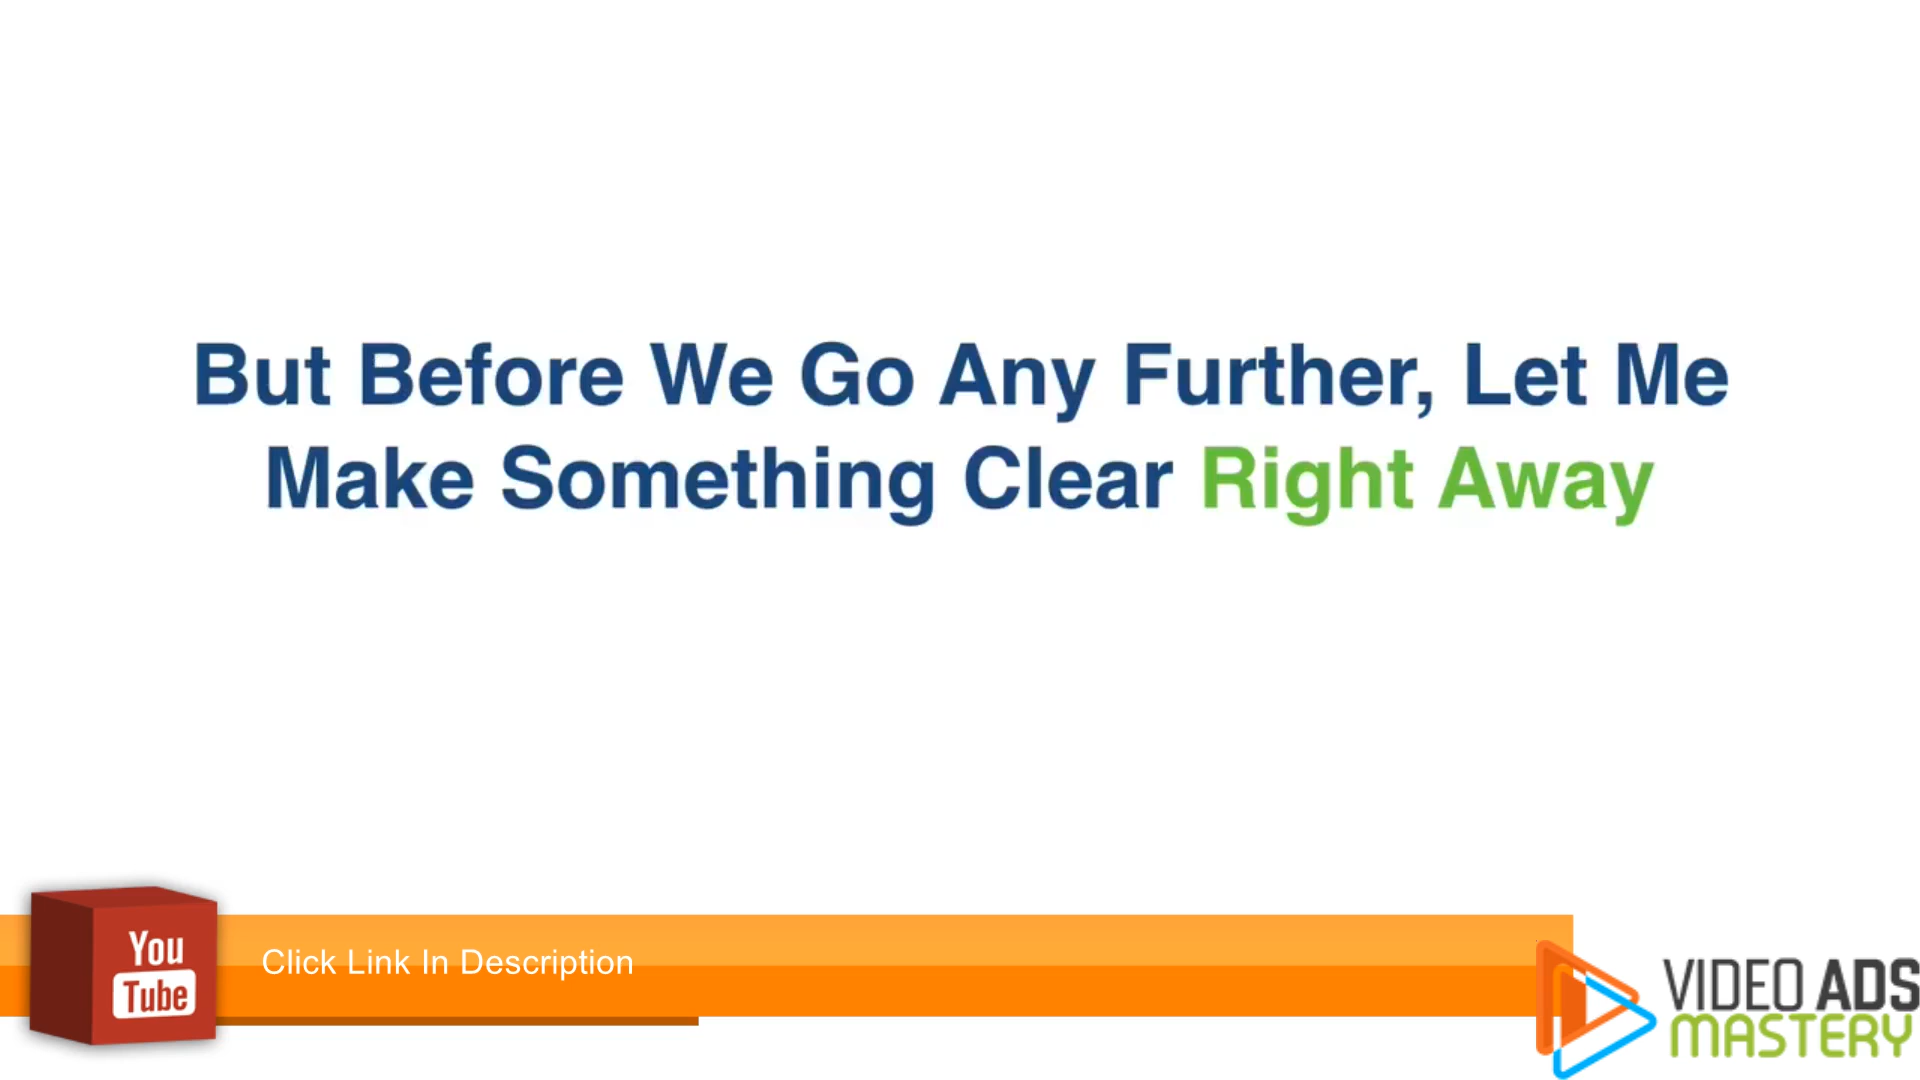 But Before We Go Any Further, Let Me
Make Something Clear Right Away
You
Tube
Click Link In Description
VIDEO ADS
MASTERY